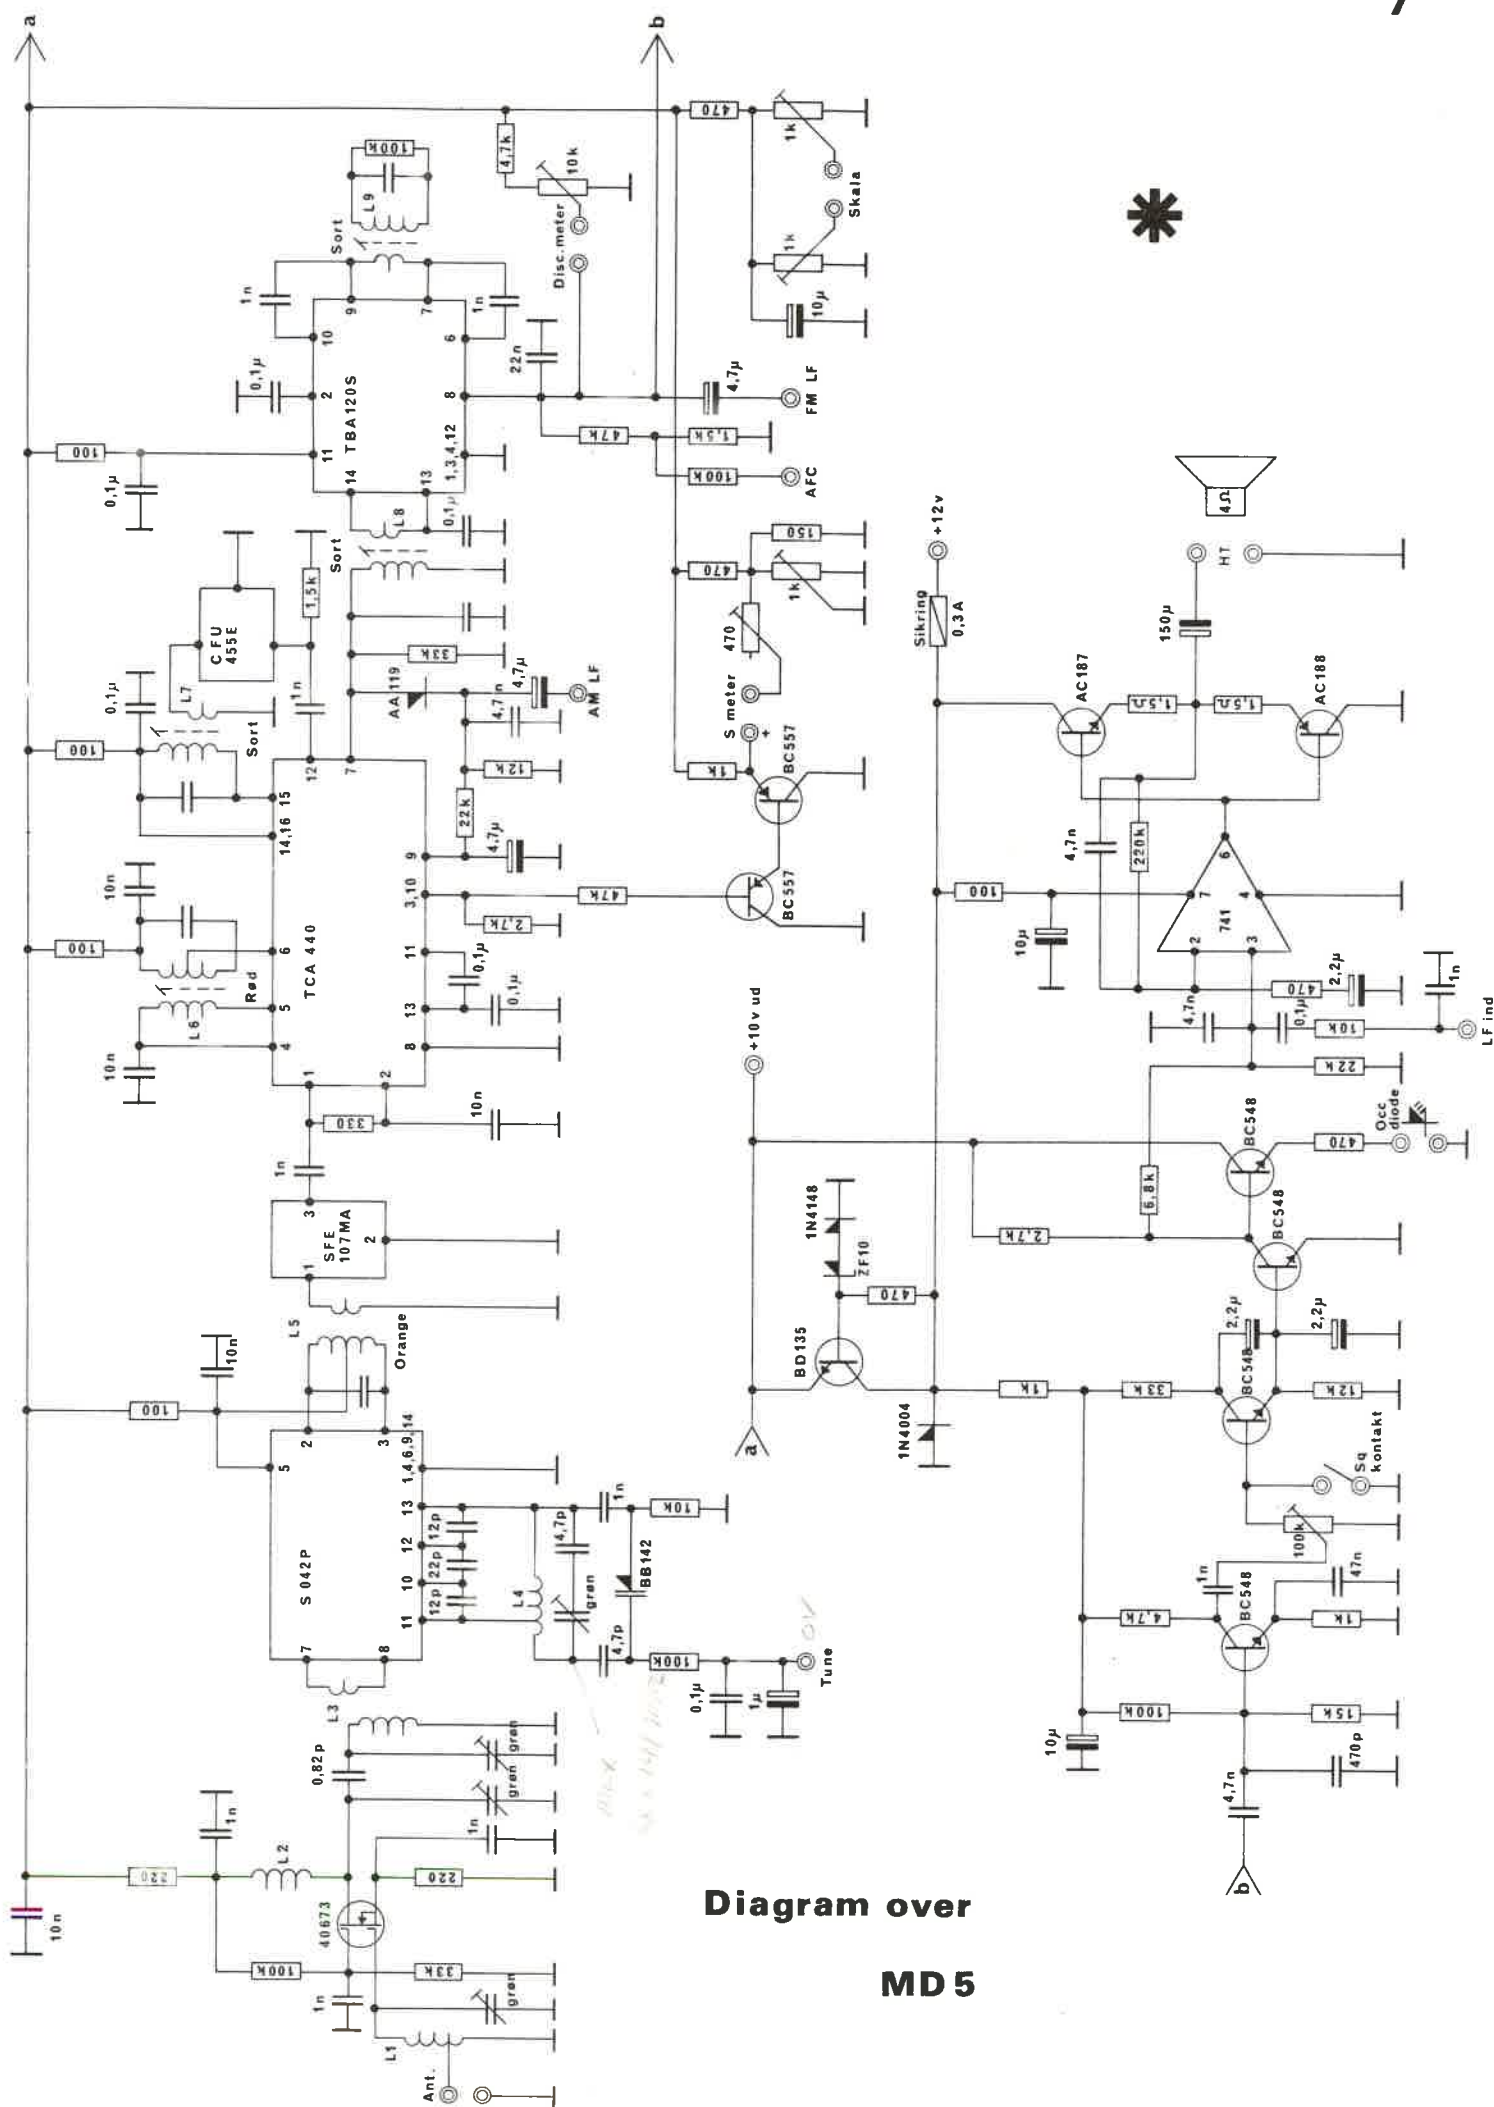 a
b
10n
220
1n
L2
40673
100k
33k
1n
grøn
L1
Ant.
220
1n
grøn
grøn
0,82p
L3
7
8
S042P
5
2
3
1,4,6,9,14
13
12
10
11
12p
22p
12p
L4
4,7p
grøn
4,7p
1n
BB142
10k
100k
0,1µ
1µ
Tune
0V
100
10n
L5
Orange
1
SFE
107MA
3
2
1n
330
10n
10n
L6
Rød
100
10n
4
5
6
1
2
TCA 440
14,16
15
12
7
9
3,10
11
13
8
100
0,1µ
L7
Sort
CFU
455E
1n
1,5k
Sort
L8
0,1µ
33k
AA119
4,7n
4,7µ
AM LF
12k
22k
4,7µ
2,7k
0,1µ
0,1µ
47k
BC557
BC557
1k
S meter
+
470
1k
470
150
100
0,1µ
11
TBA120S
2
10
9
7
6
8
1,3,4,12
13
14
0,1µ
1n
Sort
L9
100k
1n
22n
47k
1,5k
100k
AFC
4,7µ
FM LF
Disc.meter
10k
4,7k
470
1k
1k
10µ
Skala
a
BD135
1N4148
ZF10
470
1N4004
+10v ud
+12v
Sikring
0,3A
100
10µ
4,7n
220k
741
2
3
4
6
7
AC187
1,5Ω
1,5Ω
AC188
150µ
HT
4Ω
470
2,2µ
4,7n
0,1µ
10k
1n
LF ind
22k
6,8k
2,7k
BC548
470
Occ
diode
BC548
2,2µ
2,2µ
BC548
33k
12k
1k
Sq
kontakt
100k
1n
BC548
4,7k
47n
1k
100k
15k
10µ
470p
4,7n
b
Diagram over
MD5